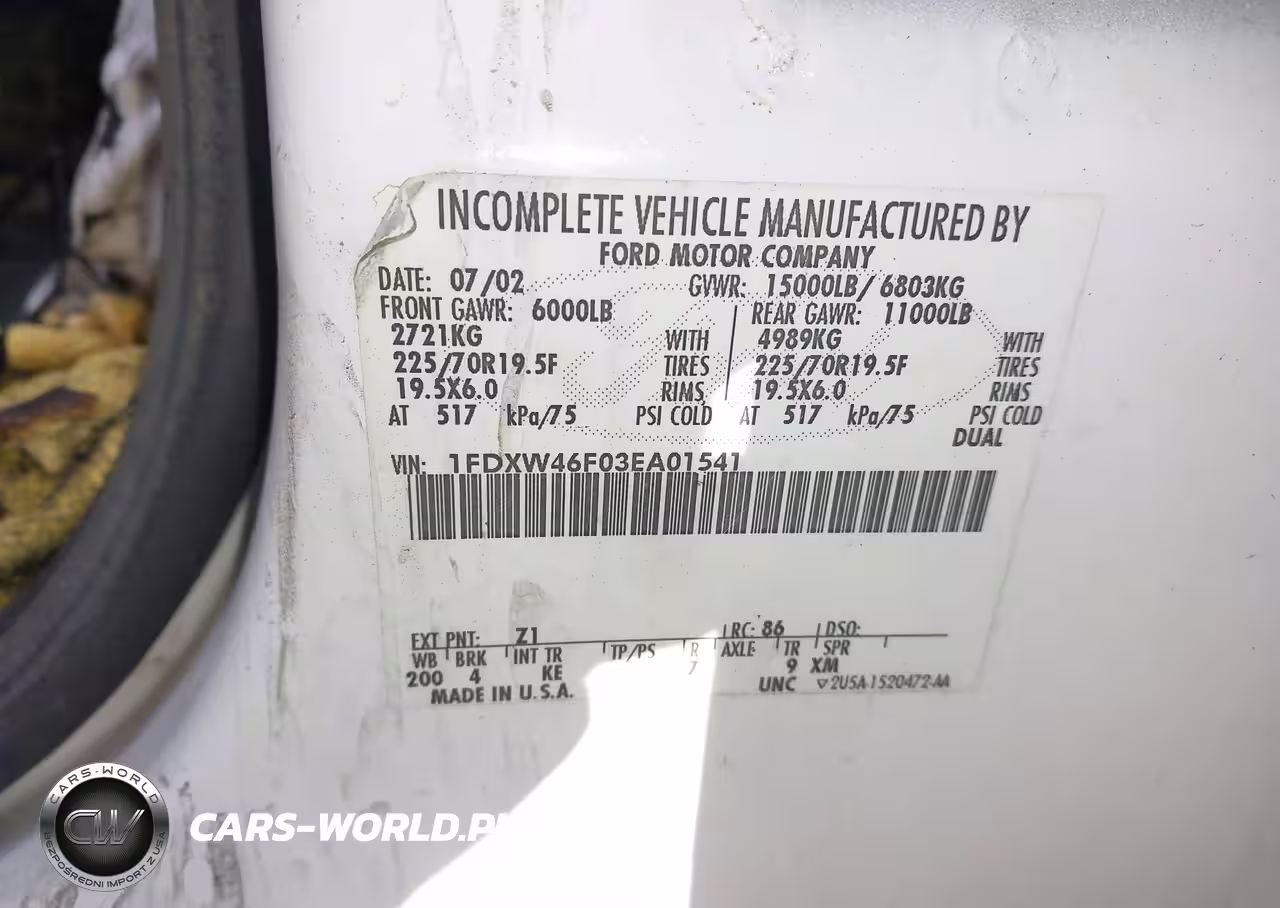 INCOMPLETE VEHICLE MANUFACTURED BY
FORD MOTOR COMPANY
DATE: 07/02 GVWR: 15000LB/ 6803KG
FRONT GAWR: 6000LB REAR GAWR: 11000LB
2721KG WITH 4989KG WITH
225/70R19.5F TIRES 225/70R19.5F TIRES
19.5X6.0 RIMS 19.5X6.0 RIMS
AT 517 kPa/75 PSI COLD AT 517 kPa/75 PSI COLD
DUAL
VIN: 1FDXW46F03EA01541
EXT PNT: Z1 RC: 86 DSO:
WB BRK INT TR TP/PS R AXLE TR SPR
200 4 KE 7 9 XM
MADE IN U.S.A. UNC ▽2U5A-1520472-AA
CARS-WORLD
CW
BEZPOŚREDNI IMPORT Z USA
CARS-WORLD.P